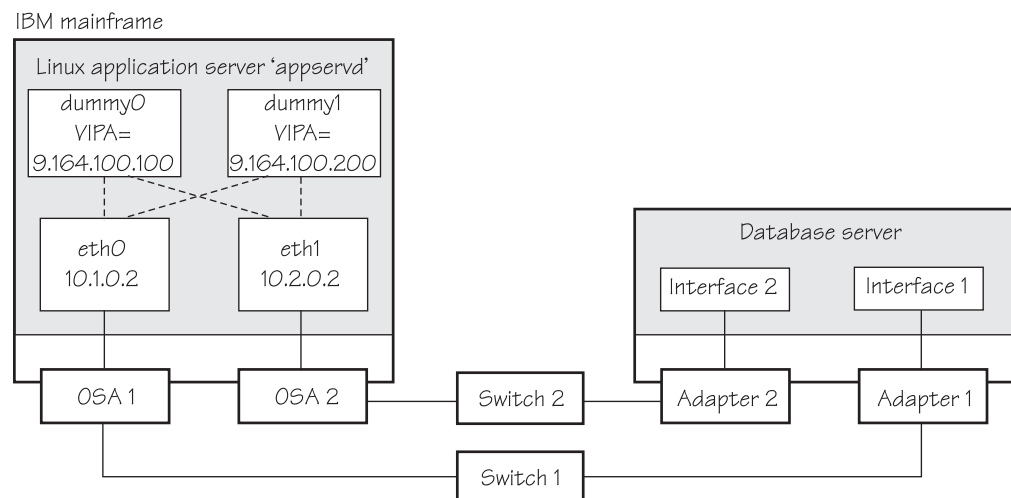 IBM mainframe
Linux application server ‘appservd’
dummy0
VIPA=
9.164.100.100
dummy1
VIPA=
9.164.100.200
eth0
10.1.0.2
eth1
10.2.0.2
Database server
Interface 2
Interface 1
OSA 1
OSA 2
Switch 2
Adapter 2
Adapter 1
Switch 1